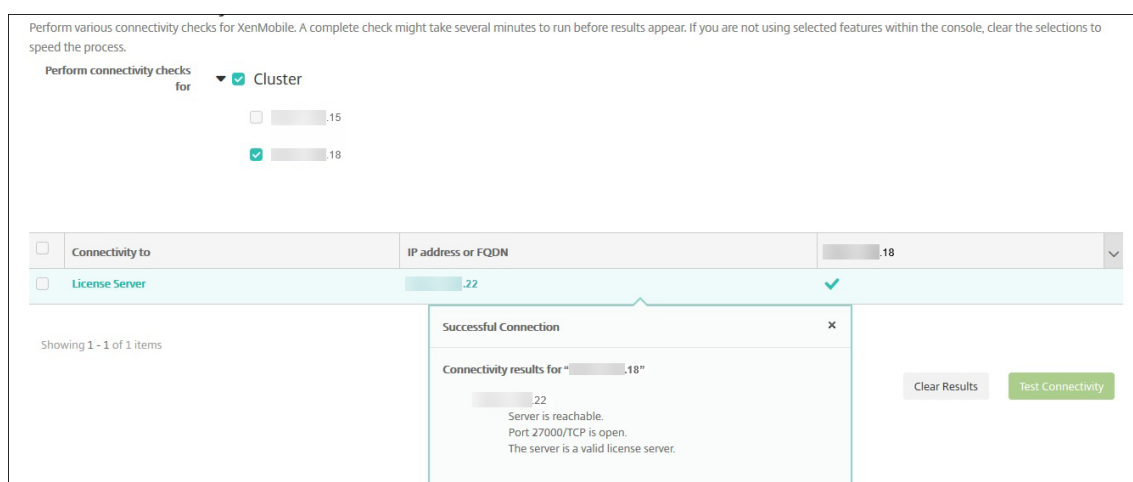 Perform various connectivity checks for XenMobile. A complete check might take several minutes to run before results appear. If you are not using selected features within the console, clear the selections to
speed the process.
Perform connectivity checks
for
Cluster
.15
.18
Connectivity to IP address or FQDN .18
License Server .22
Successful Connection ×
Showing 1 - 1 of 1 items
Connectivity results for " .18"
Clear Results Test Connectivity
.22
Server is reachable.
Port 27000/TCP is open.
The server is a valid license server.